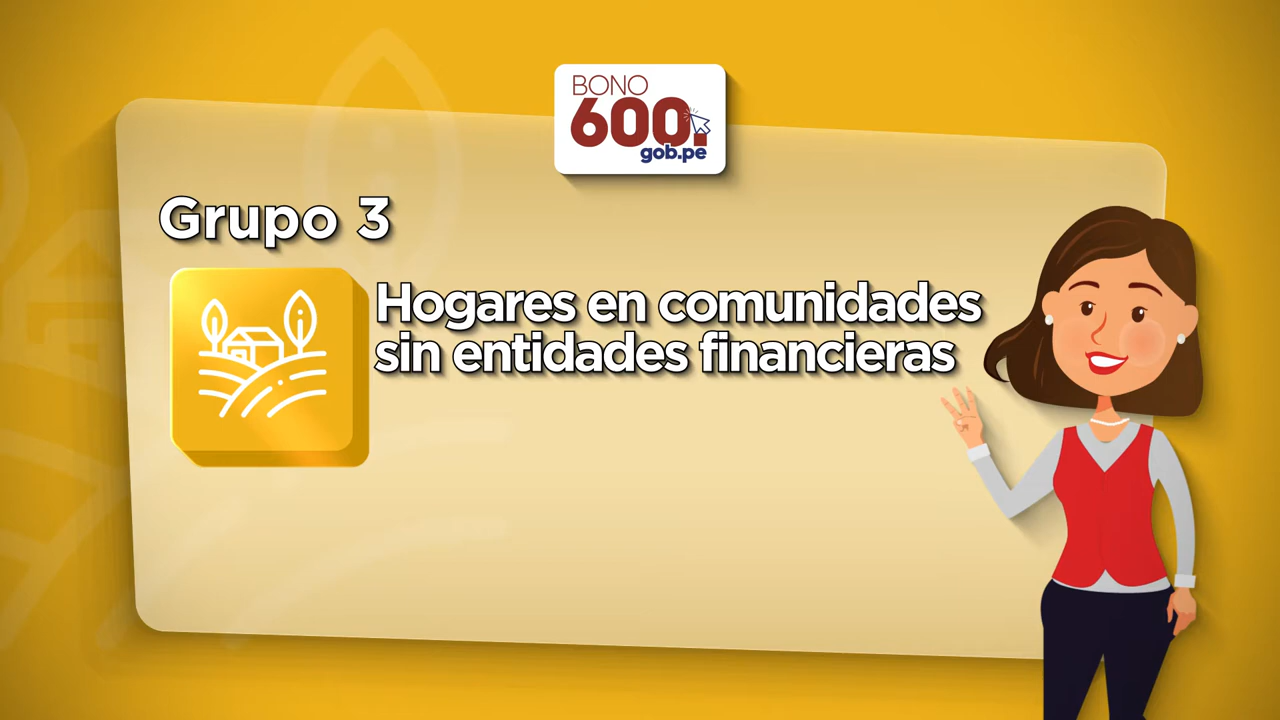 BONO
600.
gob.pe
Grupo 3
Hogares en comunidades
sin entidades financieras